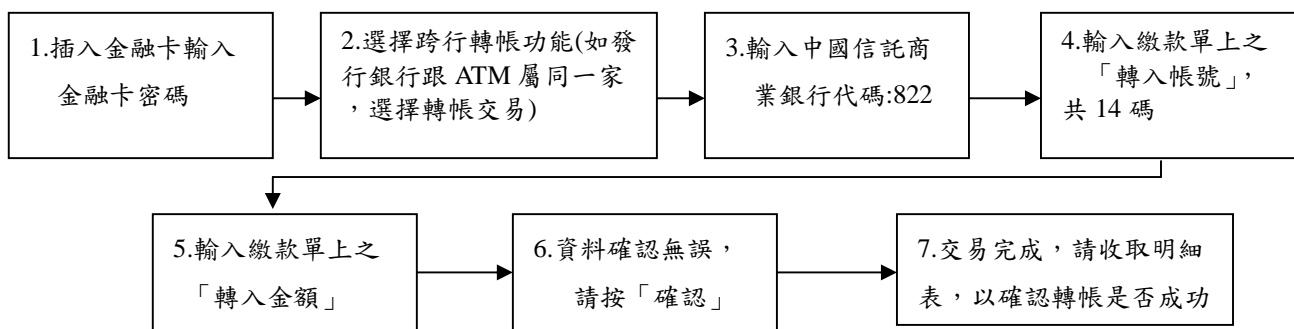 1.插入金融卡輸入
金融卡密碼
2.選擇跨行轉帳功能(如發
行銀行跟 ATM 屬同一家
，選擇轉帳交易)
3.輸入中國信託商
業銀行代碼:822
4.輸入繳款單上之
「轉入帳號」,
共 14 碼
5.輸入繳款單上之
「轉入金額」
6.資料確認無誤，
請按「確認」
7.交易完成，請收取明細
表，以確認轉帳是否成功